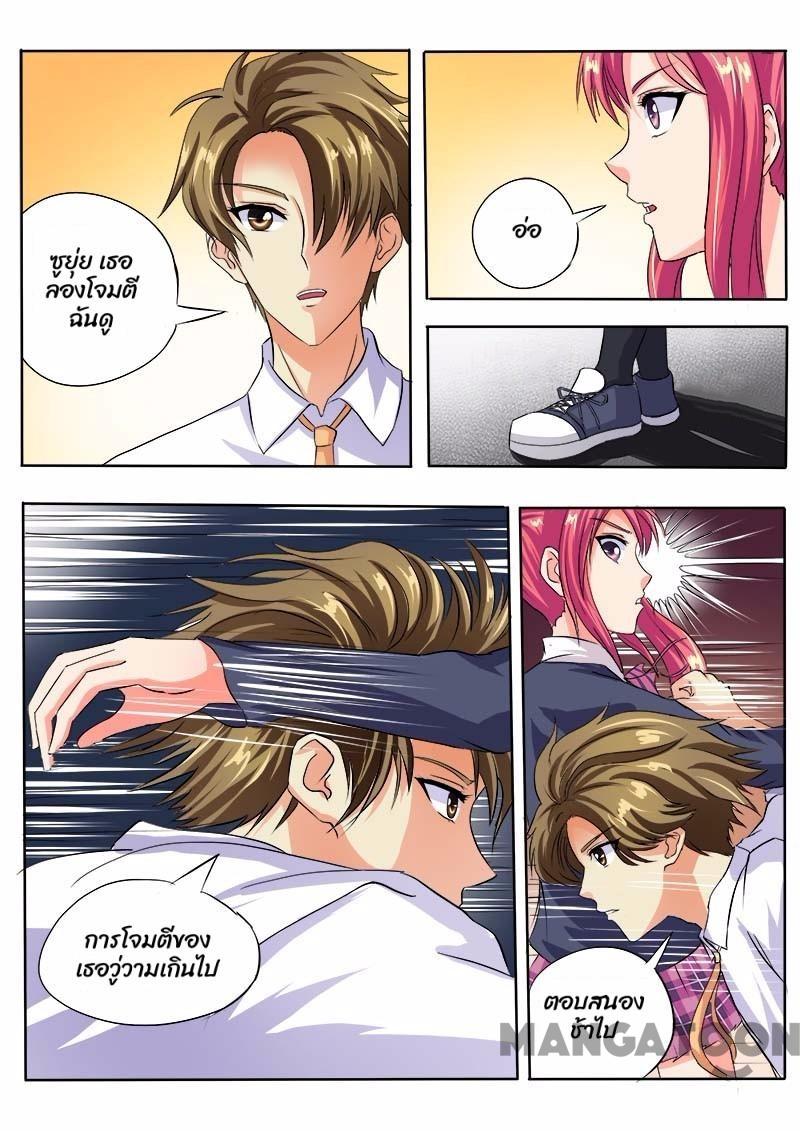 ซูยุ่ย เธอ
ลองโจมตี
ฉันดู
อ่อ
การโจมตีของ
เธอวู่วามเกินไป
ตอบสนอง
ช้าไป
MANGATOON